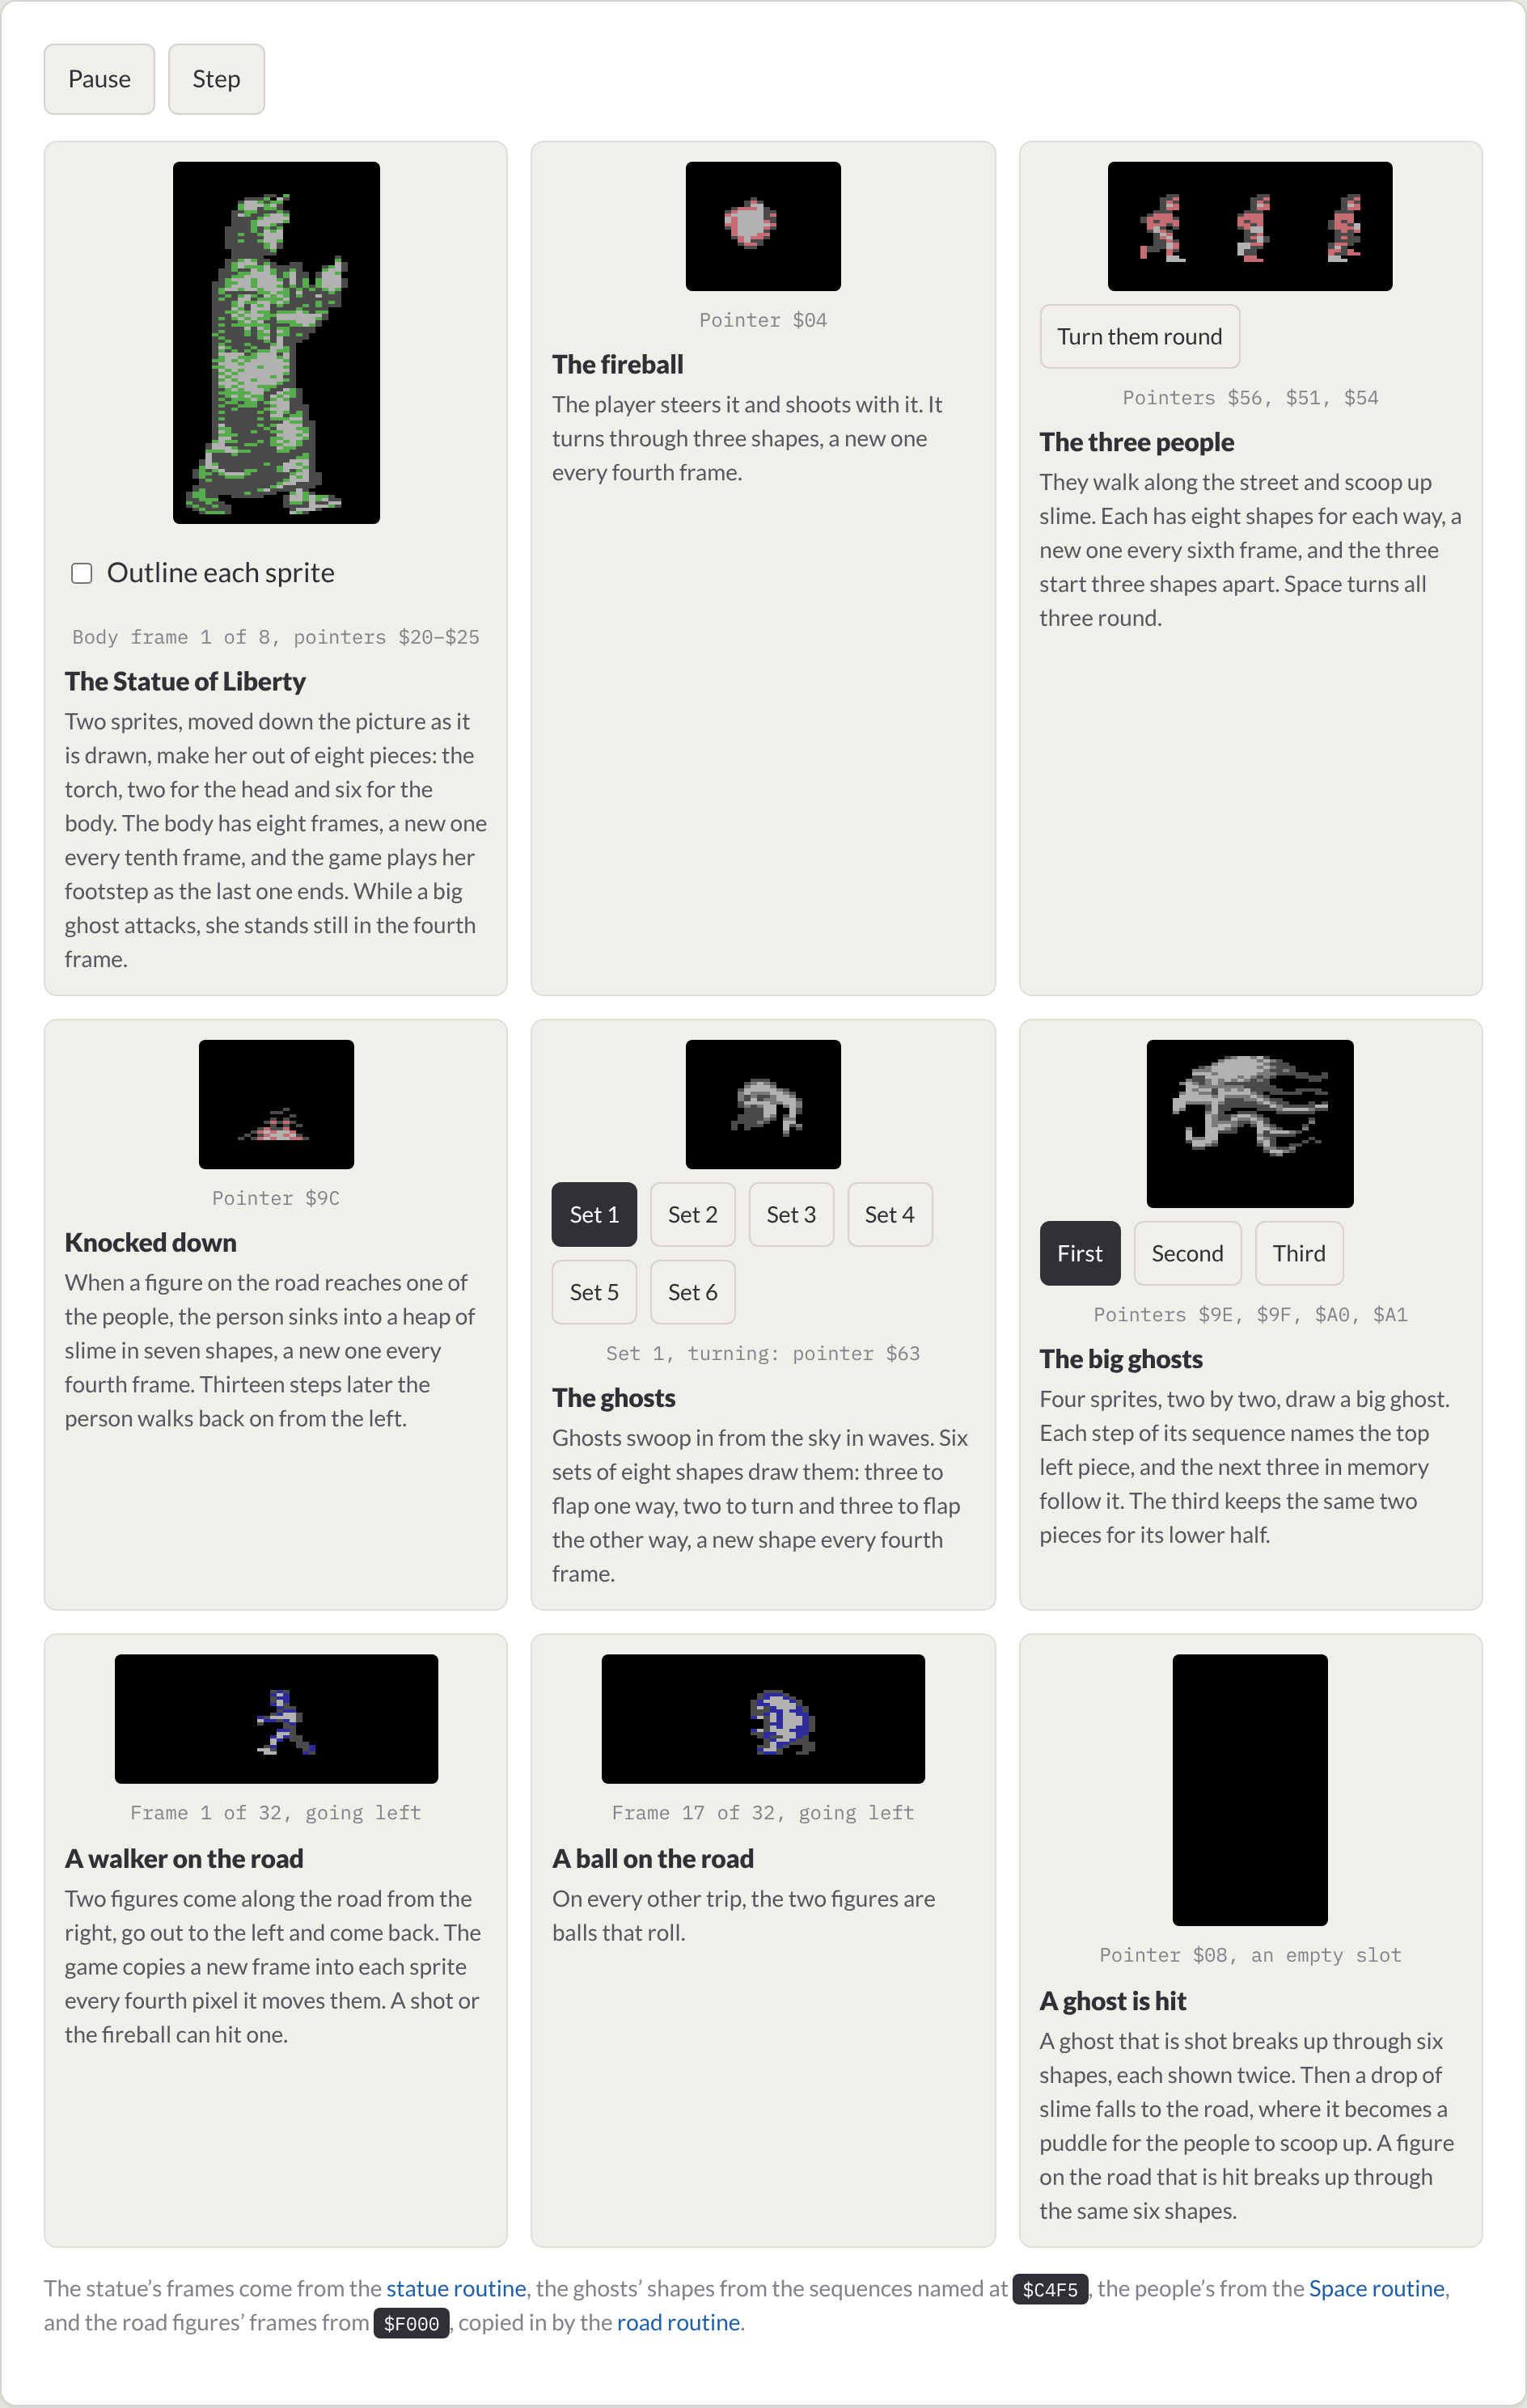 Pause
Step
Outline each sprite
Body frame 1 of 8, pointers $20–$25
The Statue of Liberty
Two sprites, moved down the picture as it
is drawn, make her out of eight pieces: the
torch, two for the head and six for the
body. The body has eight frames, a new one
every tenth frame, and the game plays her
footstep as the last one ends. While a big
ghost attacks, she stands still in the fourth
frame.
Pointer $04
The fireball
The player steers it and shoots with it. It
turns through three shapes, a new one
every fourth frame.
Turn them round
Pointers $56, $51, $54
The three people
They walk along the street and scoop up
slime. Each has eight shapes for each way, a
new one every sixth frame, and the three
start three shapes apart. Space turns all
three round.
Pointer $9C
Knocked down
When a figure on the road reaches one of
the people, the person sinks into a heap of
slime in seven shapes, a new one every
fourth frame. Thirteen steps later the
person walks back on from the left.
Set 1
Set 2
Set 3
Set 4
Set 5
Set 6
Set 1, turning: pointer $63
The ghosts
Ghosts swoop in from the sky in waves. Six
sets of eight shapes draw them: three to
flap one way, two to turn and three to flap
the other way, a new shape every fourth
frame.
First
Second
Third
Pointers $9E, $9F, $A0, $A1
The big ghosts
Four sprites, two by two, draw a big ghost.
Each step of its sequence names the top
left piece, and the next three in memory
follow it. The third keeps the same two
pieces for its lower half.
Frame 1 of 32, going left
A walker on the road
Two figures come along the road from the
right, go out to the left and come back. The
game copies a new frame into each sprite
every fourth pixel it moves them. A shot or
the fireball can hit one.
Frame 17 of 32, going left
A ball on the road
On every other trip, the two figures are
balls that roll.
Pointer $08, an empty slot
A ghost is hit
A ghost that is shot breaks up through six
shapes, each shown twice. Then a drop of
slime falls to the road, where it becomes a
puddle for the people to scoop up. A figure
on the road that is hit breaks up through
the same six shapes.
The statue’s frames come from the statue routine, the ghosts’ shapes from the sequences named at $C4F5, the people’s from the Space routine,
and the road figures’ frames from $F000, copied in by the road routine.